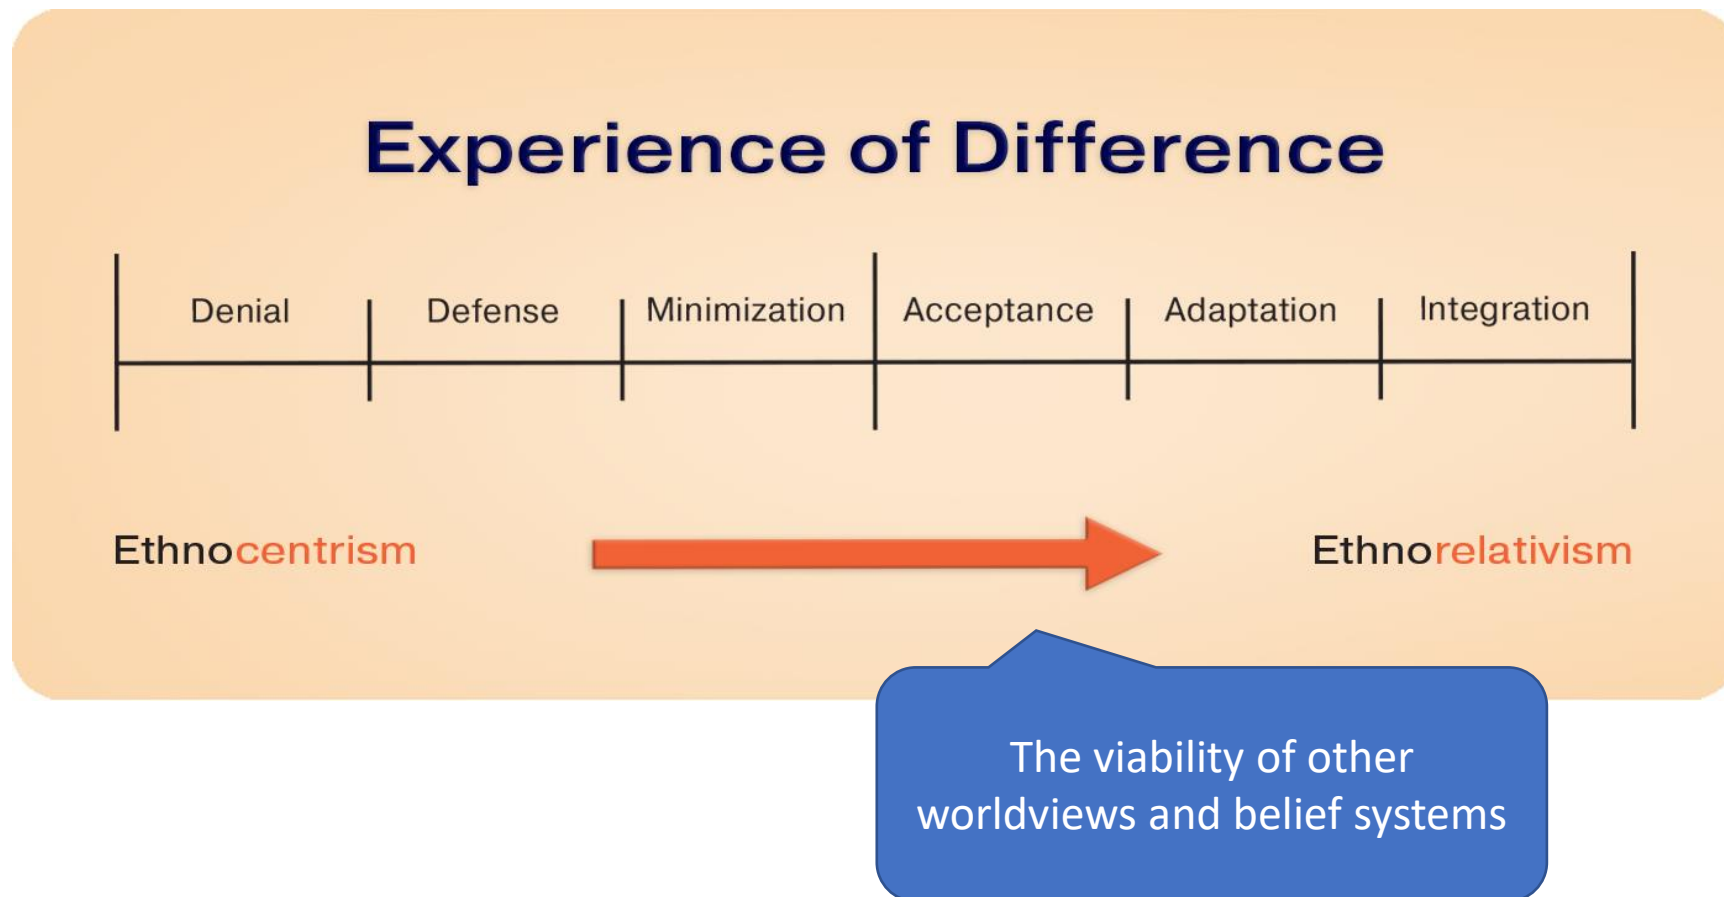 Experience of Difference
Denial
Defense
Minimization
Acceptance
Adaptation
Integration
Ethnocentrism
Ethnorelativism
The viability of other
worldviews and belief systems